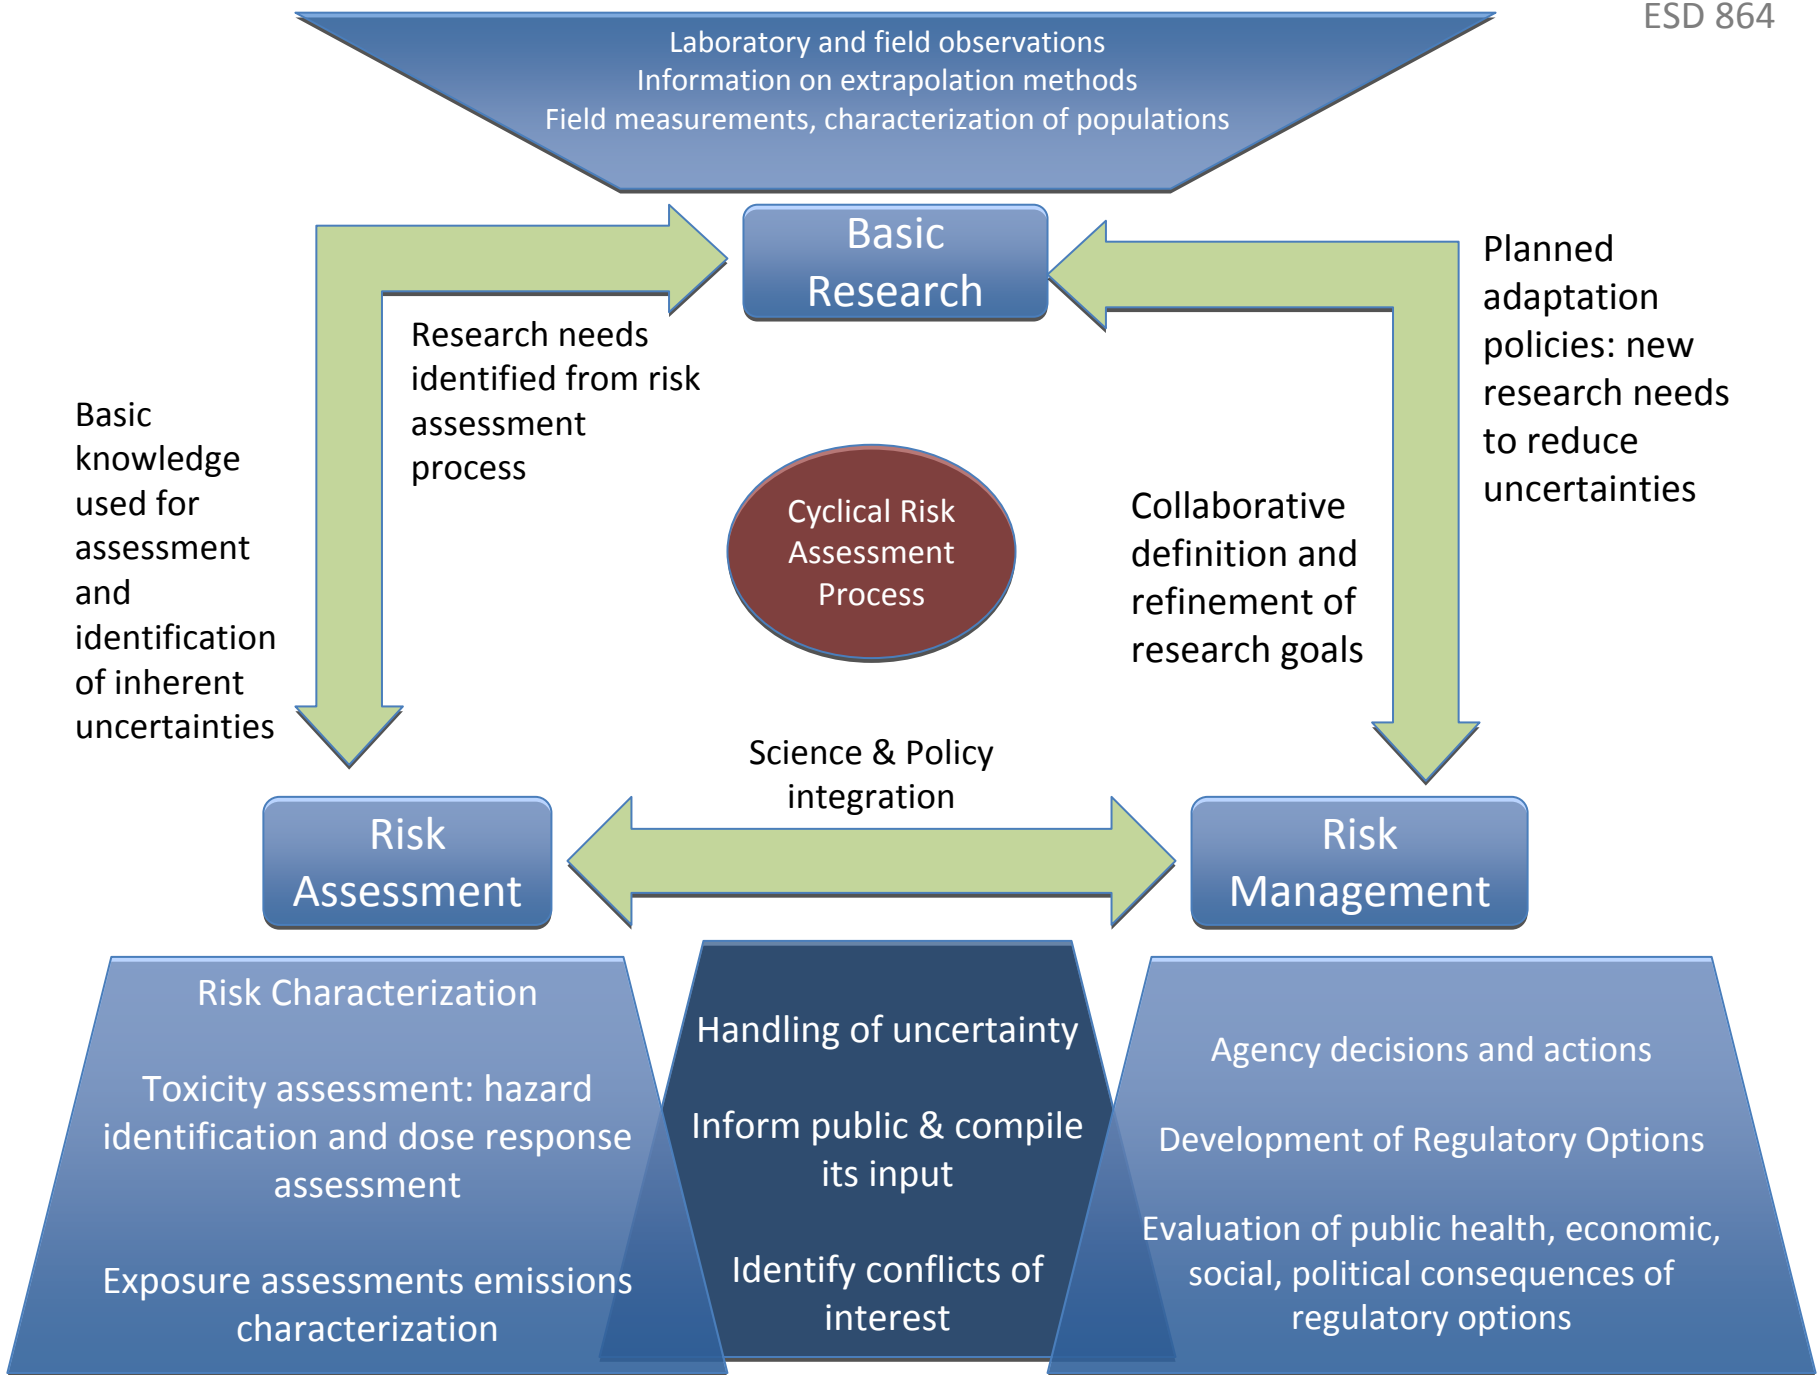 ESD 864
Laboratory and field observations
Information on extrapolation methods
Field measurements, characterization of populations
Basic
Research
Planned
adaptation
policies: new
research needs
to reduce
uncertainties
Research needs
identified from risk
assessment
process
Basic
knowledge
used for
assessment
and
identification
of inherent
uncertainties
Cyclical Risk
Assessment
Process
Collaborative
definition and
refinement of
research goals
Science & Policy
integration
Risk
Assessment
Risk
Management
Risk Characterization
Toxicity assessment: hazard
identification and dose response
assessment
Exposure assessments emissions
characterization
Handling of uncertainty
Inform public & compile
its input
Identify conflicts of
interest
Agency decisions and actions
Development of Regulatory Options
Evaluation of public health, economic,
social, political consequences of
regulatory options